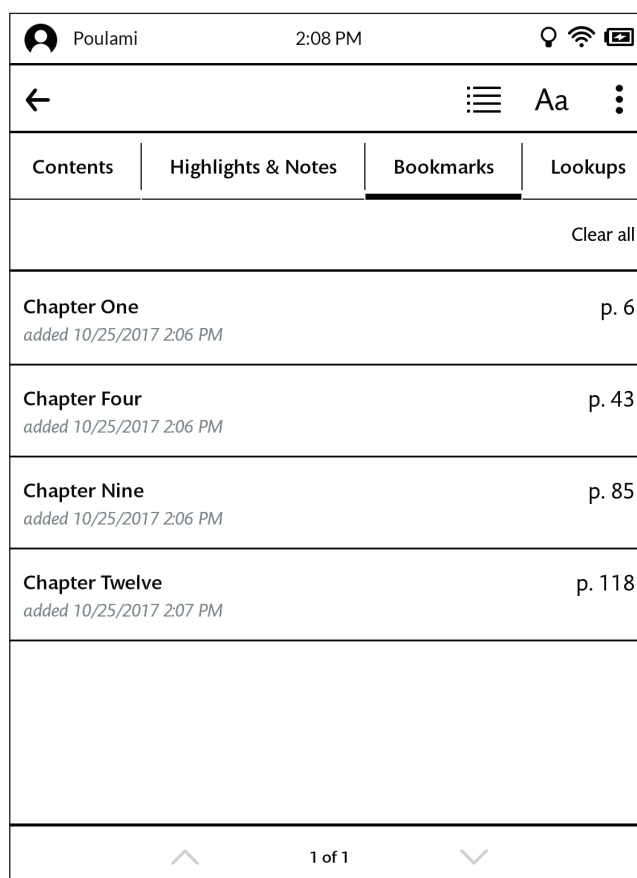 Poulami 2:08 PM
Aa
Contents Highlights & Notes Bookmarks Lookups
Clear all
Chapter One p. 6
added 10/25/2017 2:06 PM
Chapter Four p. 43
added 10/25/2017 2:06 PM
Chapter Nine p. 85
added 10/25/2017 2:06 PM
Chapter Twelve p. 118
added 10/25/2017 2:07 PM
1 of 1